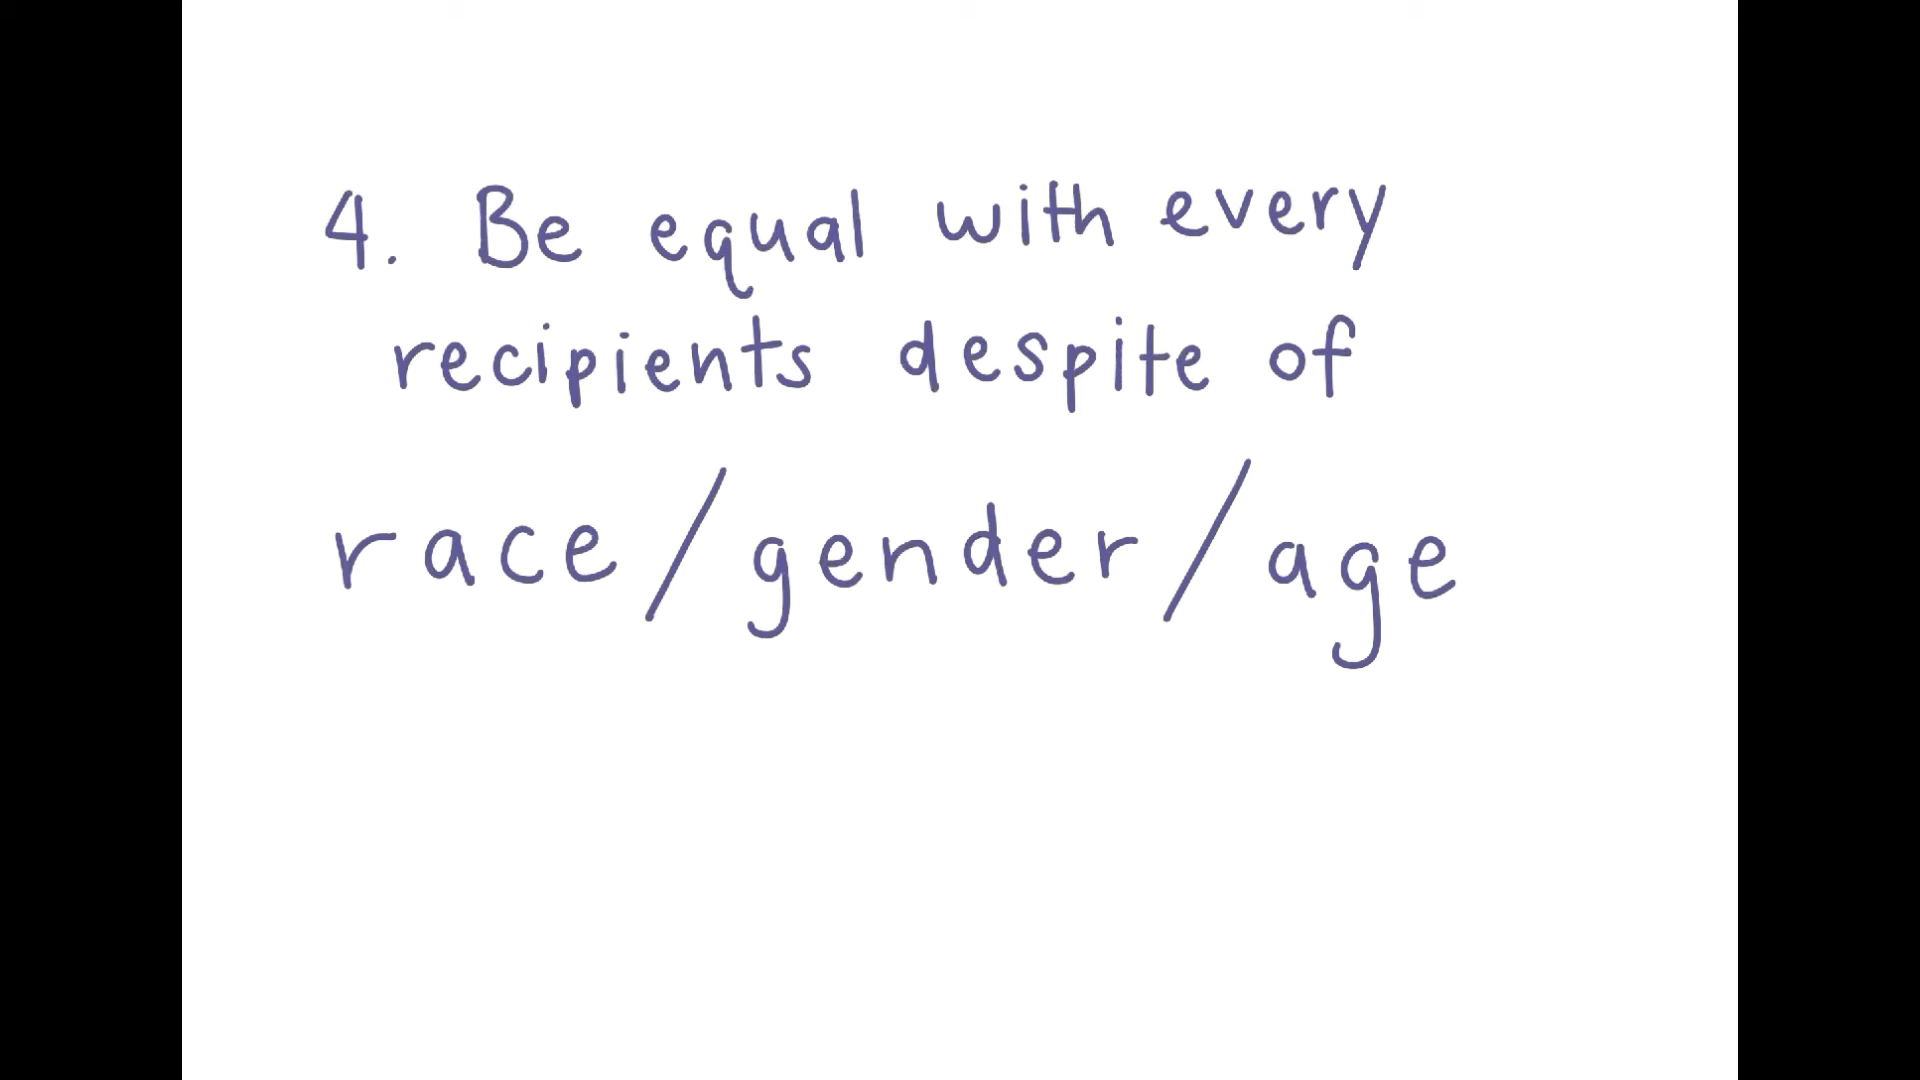 4. Be equal with every
recipients despite of
race/gender/age